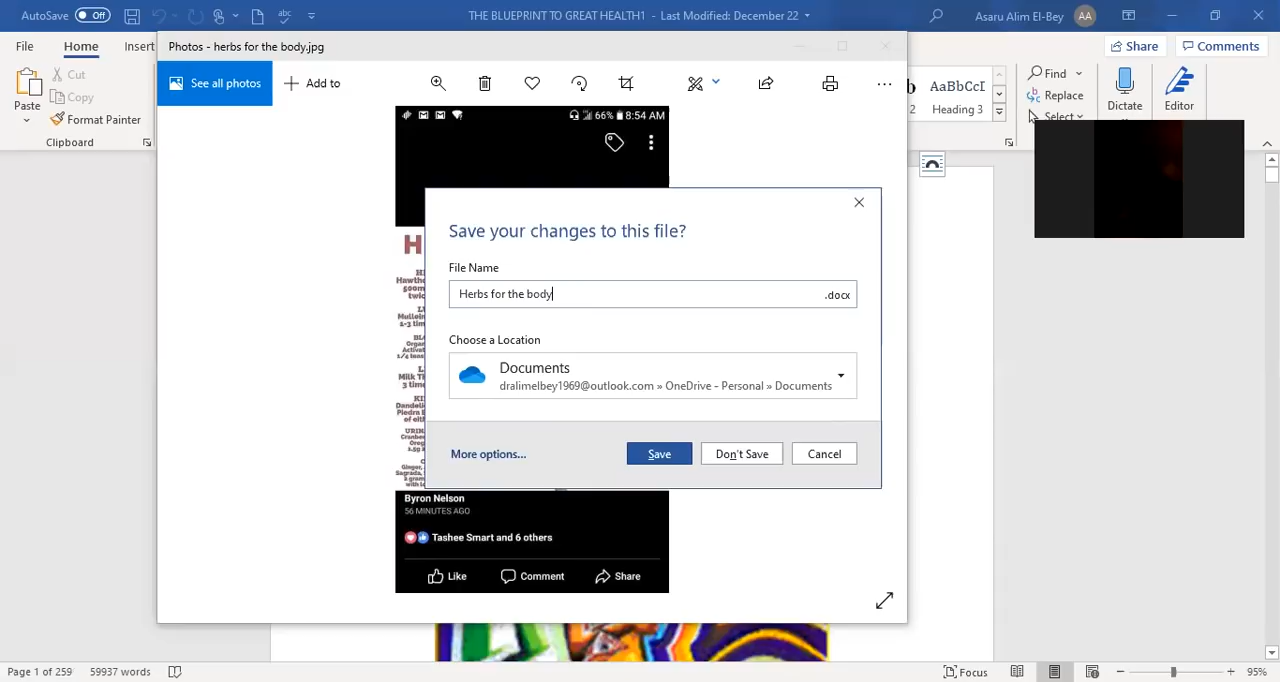 AutoSave Off
THE BLUEPRINT TO GREAT HEALTH1 - Last Modified: December 22
Asaru Alim El-Bey AA
File Home Insert
Share Comments
Paste
Cut
Copy
Format Painter
Clipboard
AaBbCcI
Heading 3
Find
Replace
Select
Dictate
Editor
Photos - herbs for the body.jpg
See all photos
Add to
66% 8:54 AM
H
Save your changes to this file?
File Name
Herbs for the body .docx
Choose a Location
Documents
dralimelbey1969@outlook.com » OneDrive - Personal » Documents
More options...
Save Don't Save Cancel
Byron Nelson
56 MINUTES AGO
Tashee Smart and 6 others
Like Comment Share
Page 1 of 259 59937 words
Focus
95%